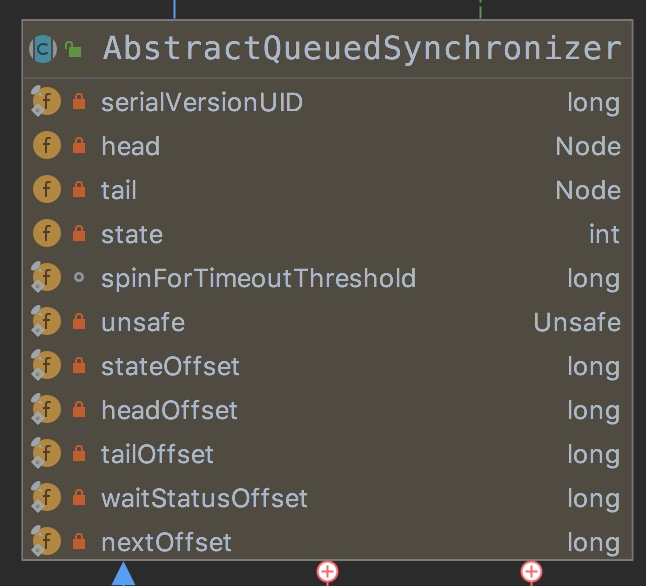 AbstractQueuedSynchronizer
serialVersionUID long
head Node
tail Node
state int
spinForTimeoutThreshold long
unsafe Unsafe
stateOffset long
headOffset long
tailOffset long
waitStatusOffset long
nextOffset long